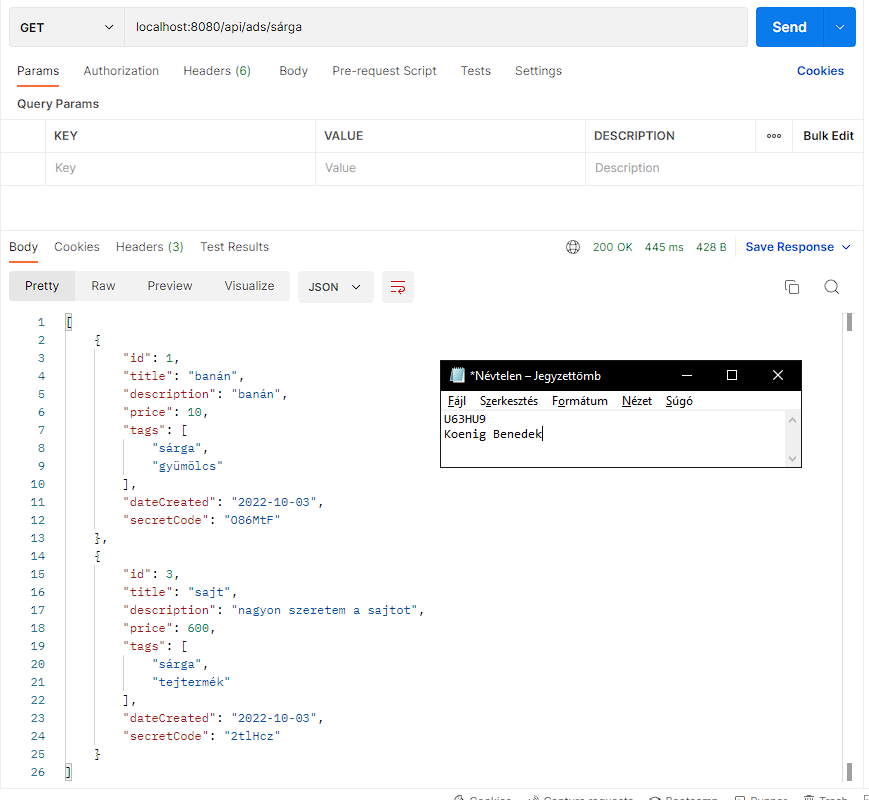 GET localhost:8080/api/ads/sárga Send
Params Authorization Headers (6) Body Pre-request Script Tests Settings Cookies
Query Params
KEY VALUE DESCRIPTION ooo Bulk Edit
Key Value Description
Body Cookies Headers (3) Test Results 200 OK 445 ms 428 B Save Response
Pretty Raw Preview Visualize JSON
1 [
2 {
3 "id": 1,
4 "title": "banán",
5 "description": "banán",
6 "price": 10,
7 "tags": [
8 "sárga",
9 "gyümölcs"
10 ],
11 "dateCreated": "2022-10-03",
12 "secretCode": "O86MtF"
13 },
14 {
15 "id": 3,
16 "title": "sajt",
17 "description": "nagyon szeretem a sajtot",
18 "price": 600,
19 "tags": [
20 "sárga",
21 "tejtermék"
22 ],
23 "dateCreated": "2022-10-03",
24 "secretCode": "2tlHcz"
25 }
26 ]
*Névtelen – Jegyzettömb
Fájl Szerkesztés Formátum Nézet Súgó
U63HU9
Koenig Benedek
Cookies Capture requests Bootcamp Runner Trash